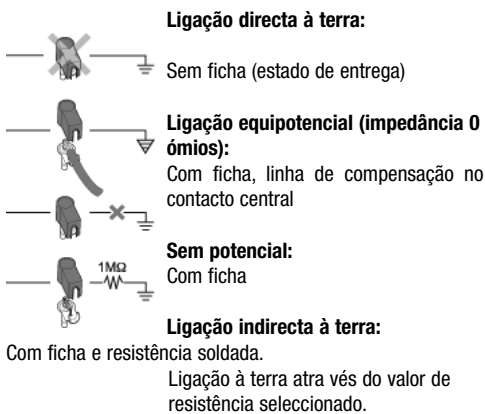 Ligação directa à terra:
Sem ficha (estado de entrega)
Ligação equipotencial (impedância 0
ómios):
Com ficha, linha de compensação no
contacto central
Sem potencial:
Com ficha
1MΩ
Ligação indirecta à terra:
Com ficha e resistência soldada.
Ligação à terra atra vés do valor de
resistência seleccionado.